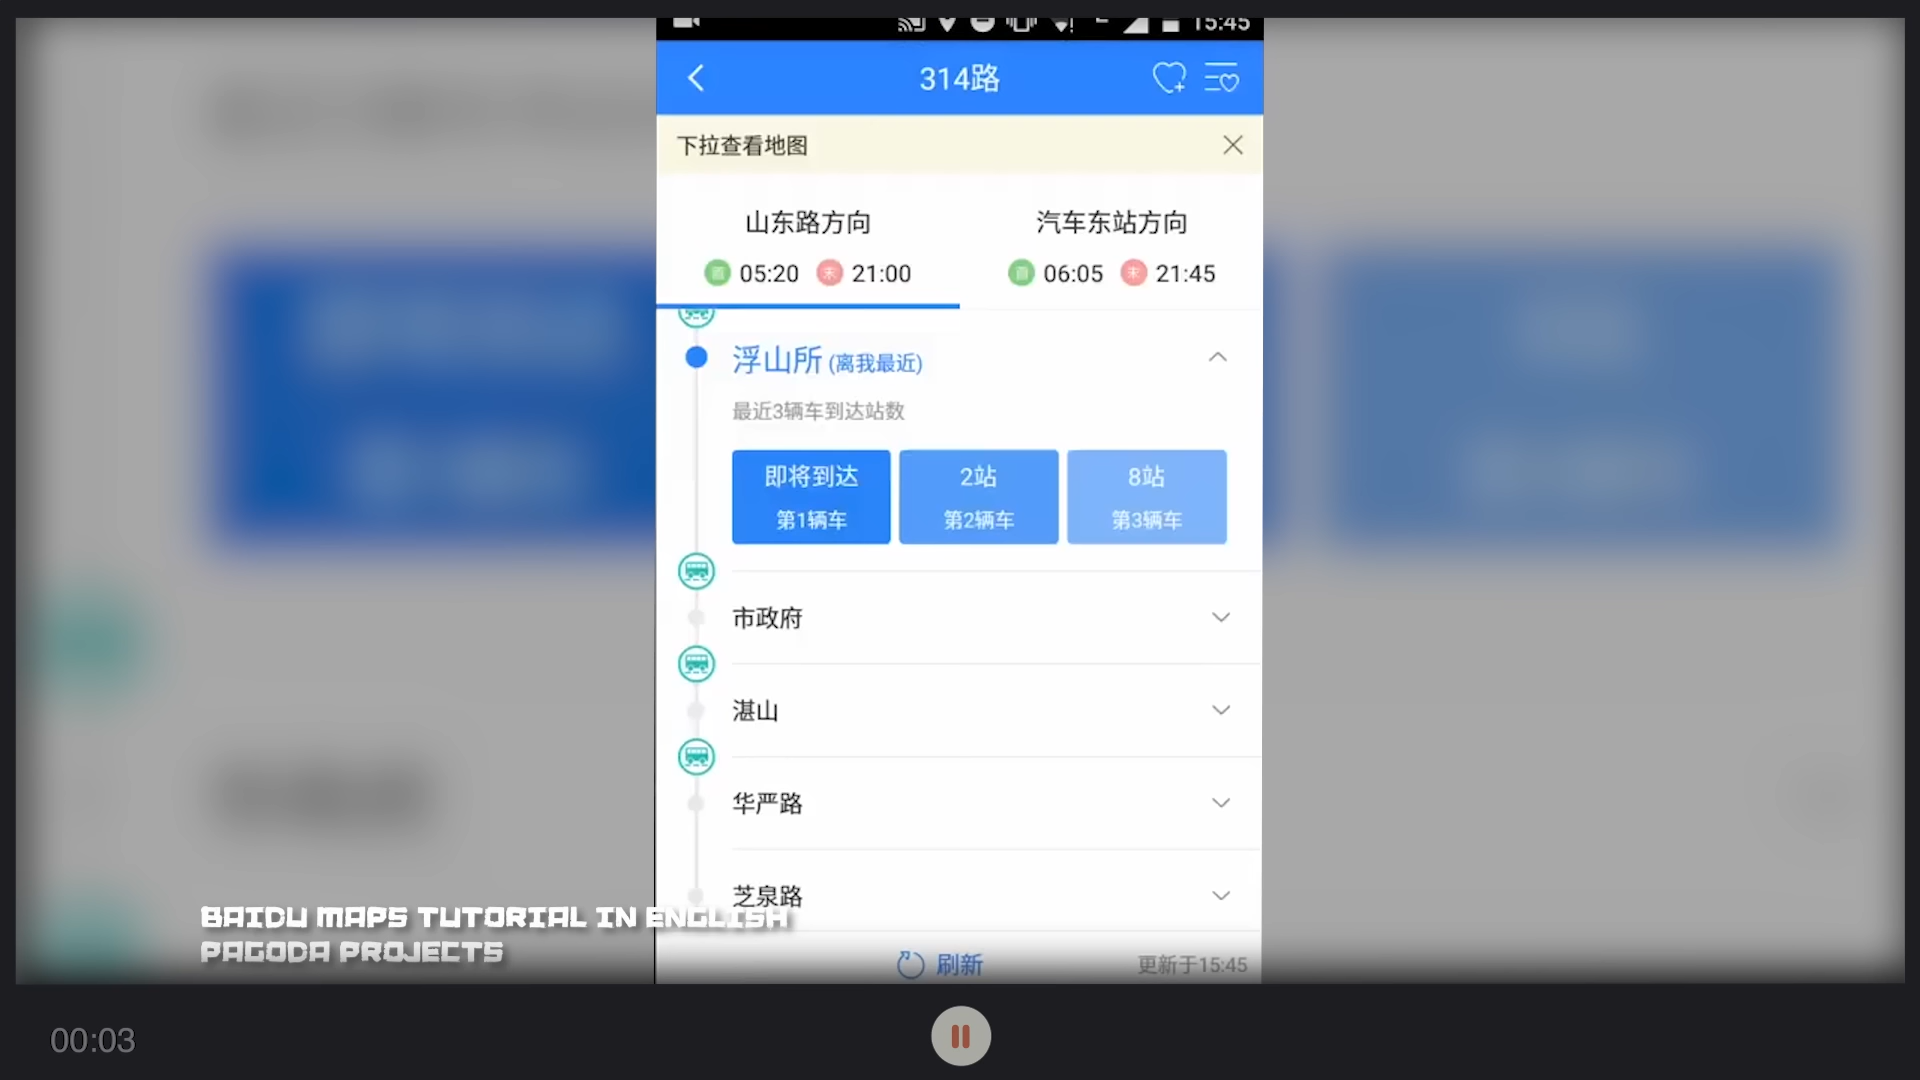 15:45
314路
下拉查看地图
山东路方向
首 05:20 末 21:00
汽车东站方向
首 06:05 末 21:45
浮山所 (离我最近)
最近3辆车到达站数
即将到达
第1辆车
2站
第2辆车
8站
第3辆车
市政府
湛山
华严路
芝泉路
BAIDU MAPS TUTORIAL IN ENGLISH
PAGODA PROJECTS
刷新
更新于15:45
00:03